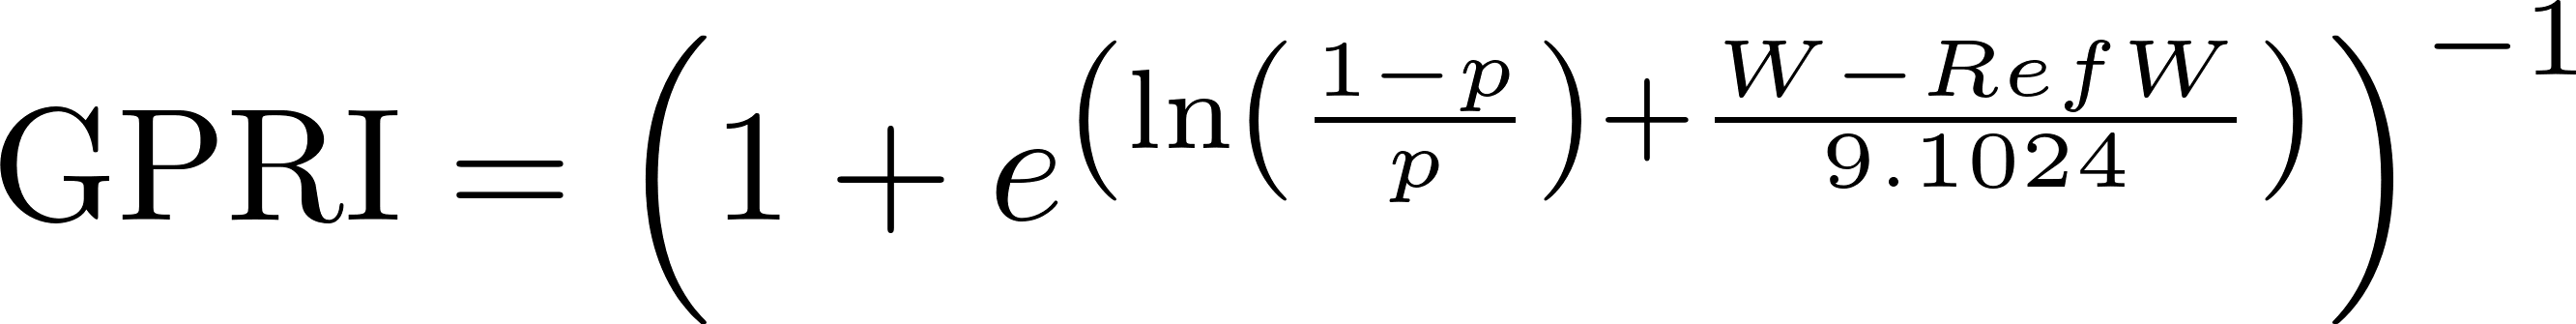 GPRI = (1 + e^(ln((1−p)/p) + (W−RefW)/9.1024))^−1